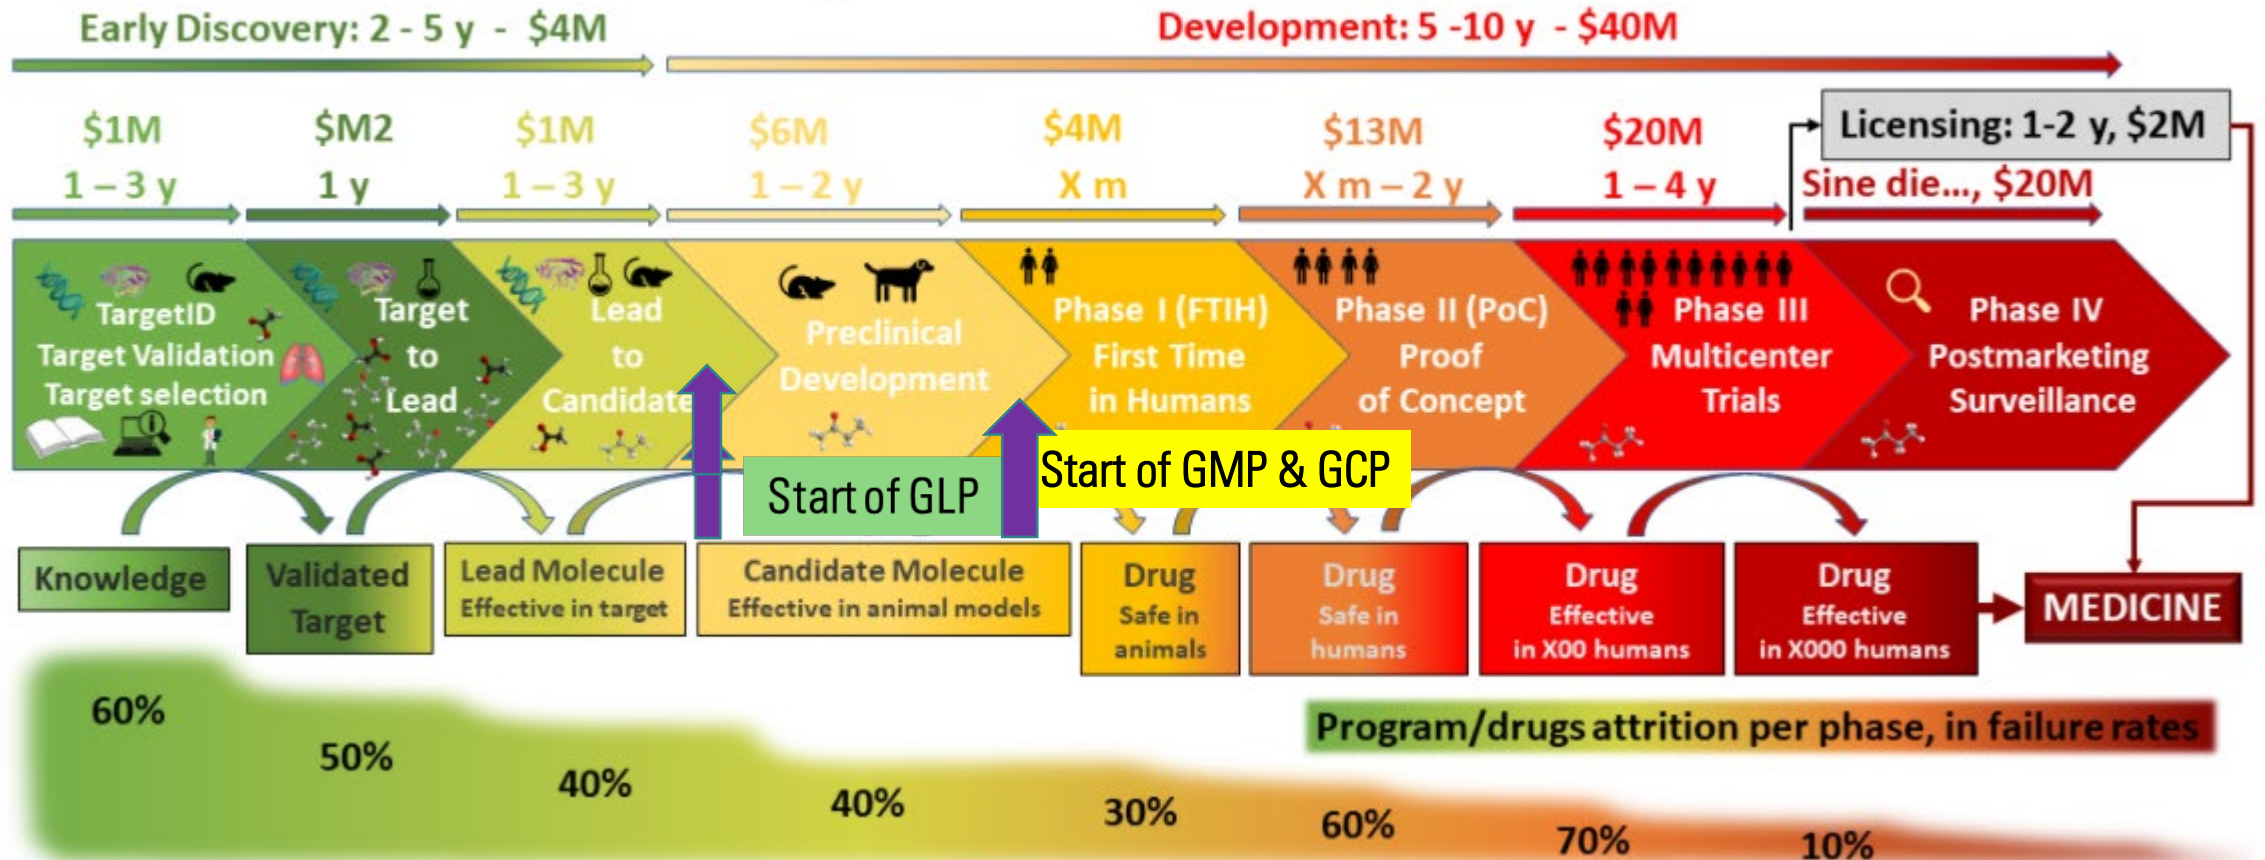 Early Discovery: 2 - 5 y - $4M
Development: 5 -10 y - $40M
$1M
1 – 3 y
$M2
1 y
$1M
1 – 3 y
$6M
1 – 2 y
$4M
X m
$13M
X m – 2 y
$20M
1 – 4 y
Licensing: 1-2 y, $2M
Sine die..., $20M
TargetID
Target Validation
Target selection
Target
to
Lead
Lead
to
Candidate
Preclinical
Development
Phase I (FTIH)
First Time
in Humans
Phase II (PoC)
Proof
of Concept
Phase III
Multicenter
Trials
Phase IV
Postmarketing
Surveillance
Start of GLP
Start of GMP & GCP
Knowledge
Validated
Target
Lead Molecule
Effective in target
Candidate Molecule
Effective in animal models
Drug
Safe in
animals
Drug
Safe in
humans
Drug
Effective
in X00 humans
Drug
Effective
in X000 humans
MEDICINE
Program/drugs attrition per phase, in failure rates
60%
50%
40%
40%
30%
60%
70%
10%